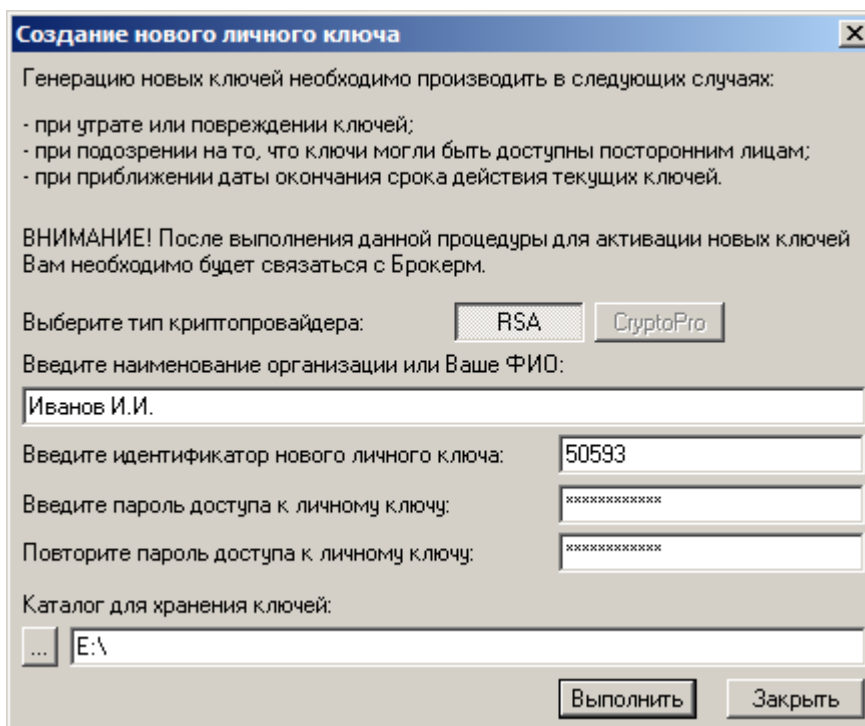 Создание нового личного ключа
Генерацию новых ключей необходимо производить в следующих случаях:
- при утрате или повреждении ключей;
- при подозрении на то, что ключи могли быть доступны посторонним лицам;
- при приближении даты окончания срока действия текущих ключей.
ВНИМАНИЕ! После выполнения данной процедуры для активации новых ключей
Вам необходимо будет связаться с Брокерм.
Выберите тип криптопровайдера: RSA CryptoPro
Введите наименование организации или Ваше ФИО:
Иванов И.И.
Введите идентификатор нового личного ключа: 50593
Введите пароль доступа к личному ключу: ************
Повторите пароль доступа к личному ключу: ************
Каталог для хранения ключей:
... E:\
Выполнить Закрыть